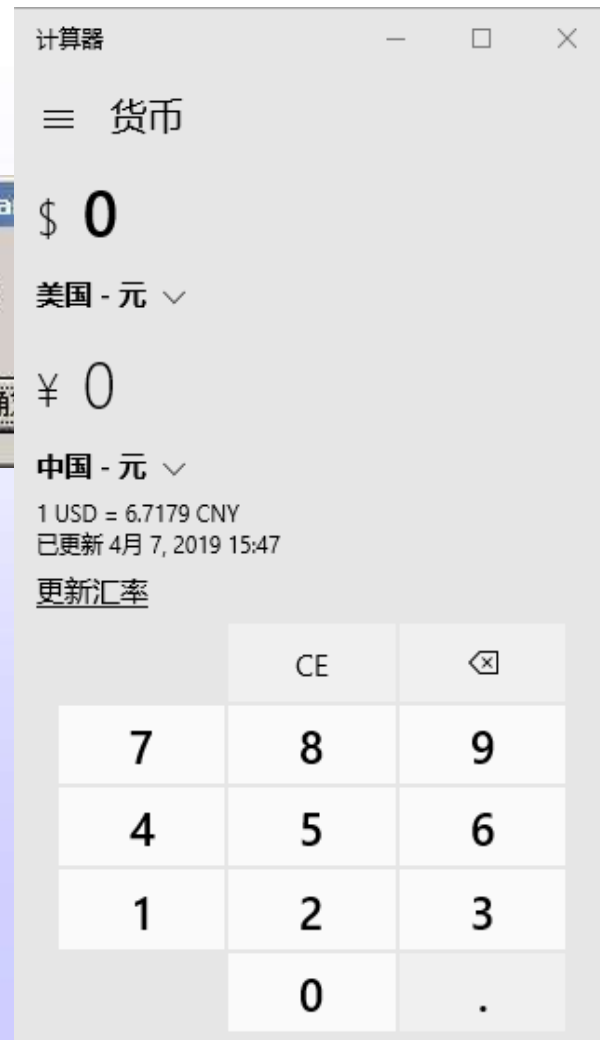 计算器
货币
$ 0
美国 - 元
¥ 0
中国 - 元
1 USD = 6.7179 CNY
已更新 4月 7, 2019 15:47
更新汇率
CE
7 8 9
4 5 6
1 2 3
0 .